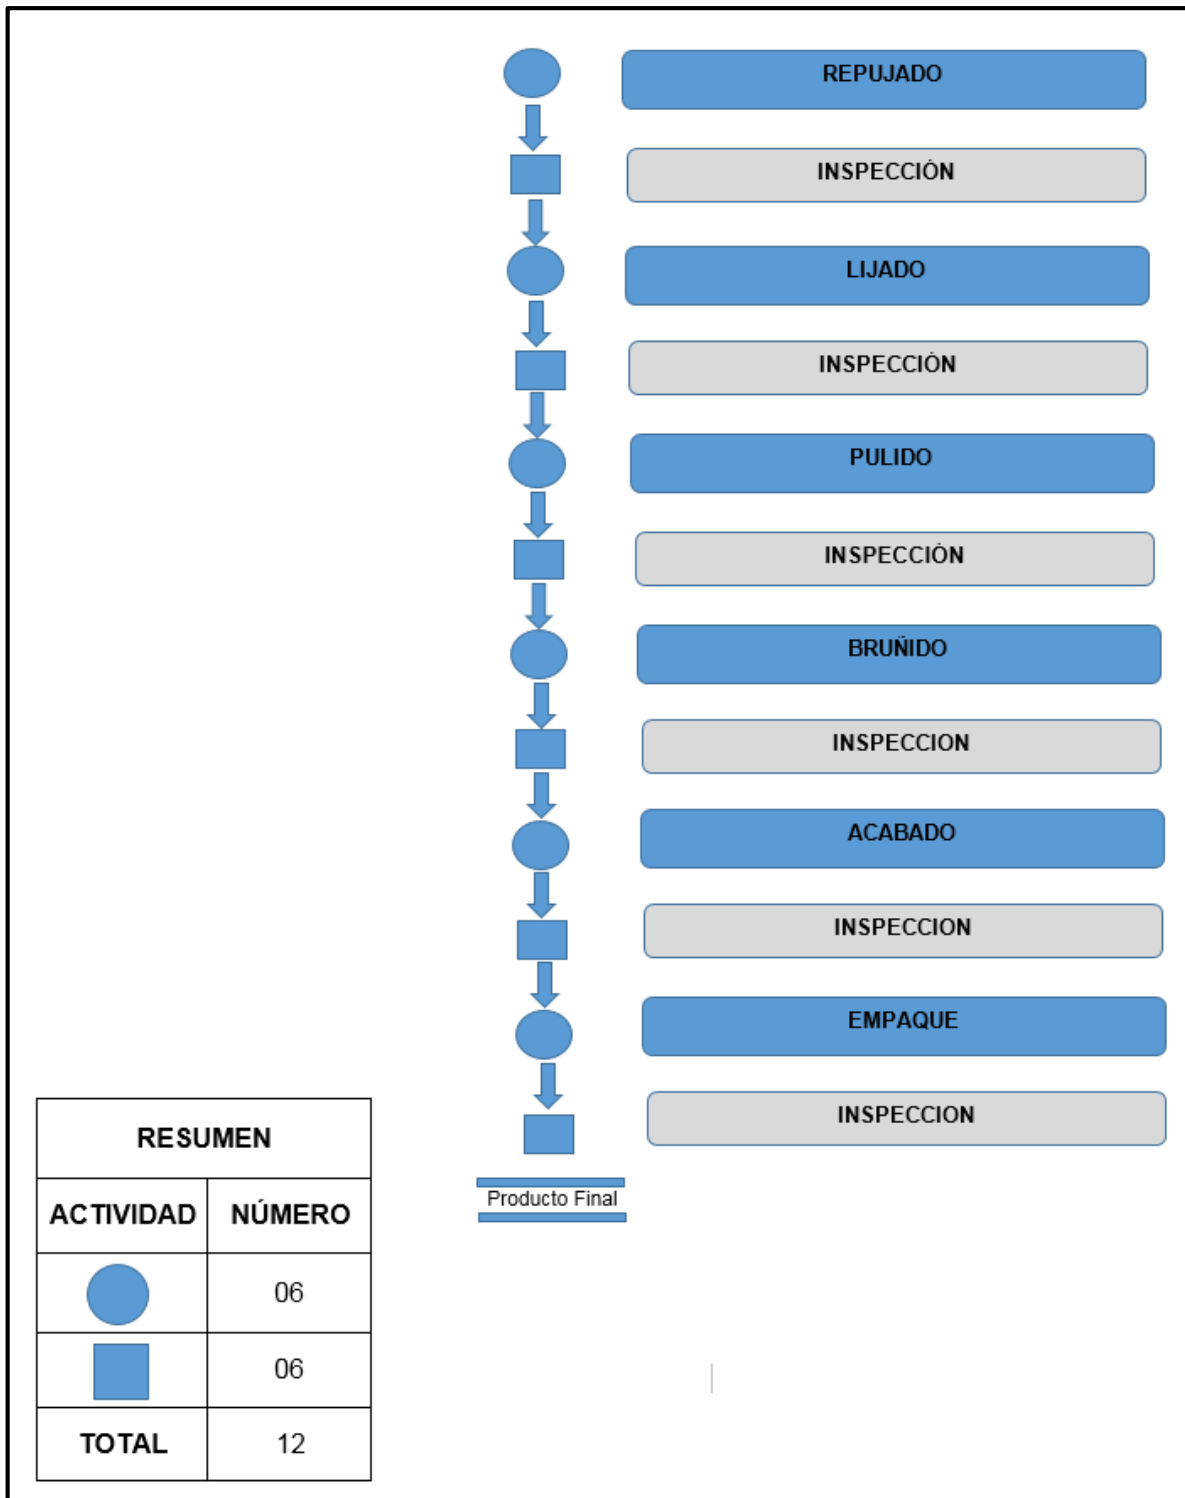 REPUJADO
INSPECCIÓN
LIJADO
INSPECCIÓN
PULIDO
INSPECCIÓN
BRUÑIDO
INSPECCION
ACABADO
INSPECCION
EMPAQUE
INSPECCION
Producto Final
RESUMEN
ACTIVIDAD NÚMERO
06
06
TOTAL 12